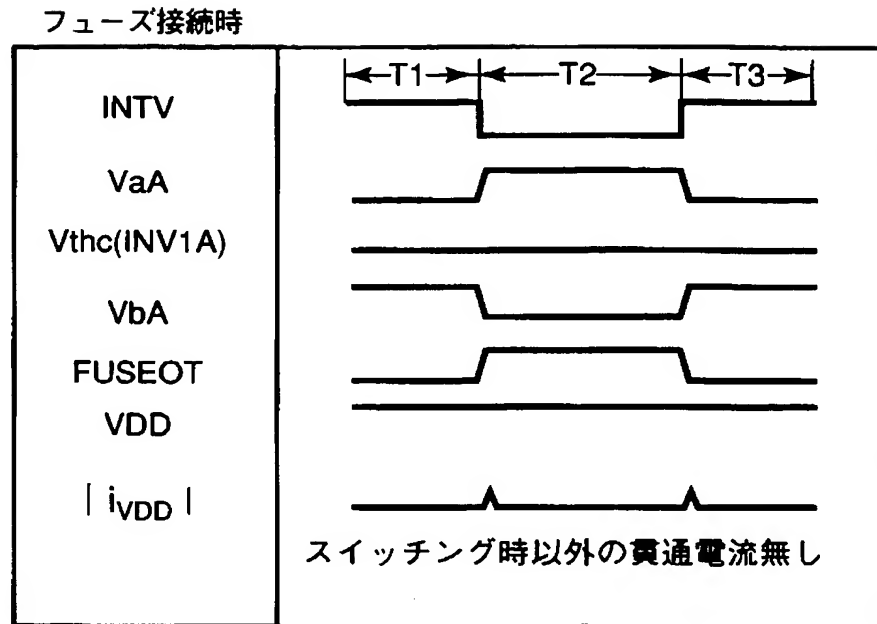 フューズ接続時
T1 T2 T3
INTV
VaA
Vthc(INV1A)
VbA
FUSEOT
VDD
| iVDD |
スイッチング時以外の貫通電流無し